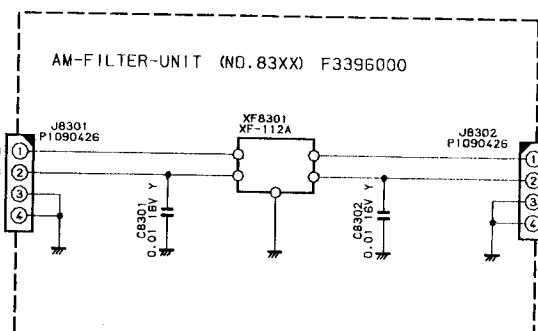 AM-FILTER-UNIT (NO.83XX) F3396000
J8301
P1090426
XF8301
XF-112A
J8302
P1090426
1
2
3
4
1
2
3
4
C8301
0.01 16V Y
C8302
0.01 16V Y